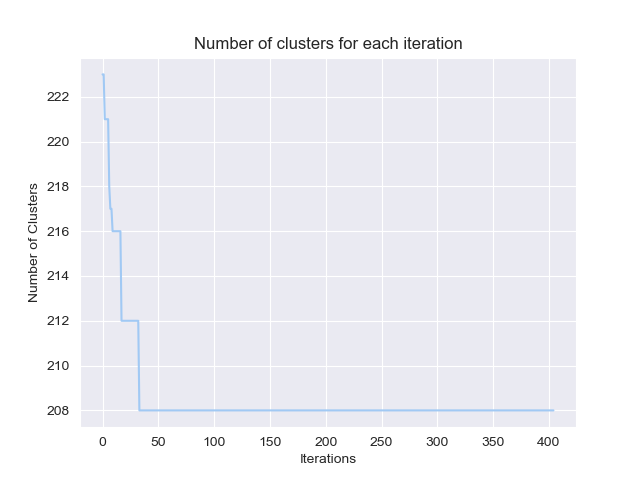 Number of clusters for each iteration
Number of Clusters
222
220
218
216
214
212
210
208
0 50 100 150 200 250 300 350 400
Iterations